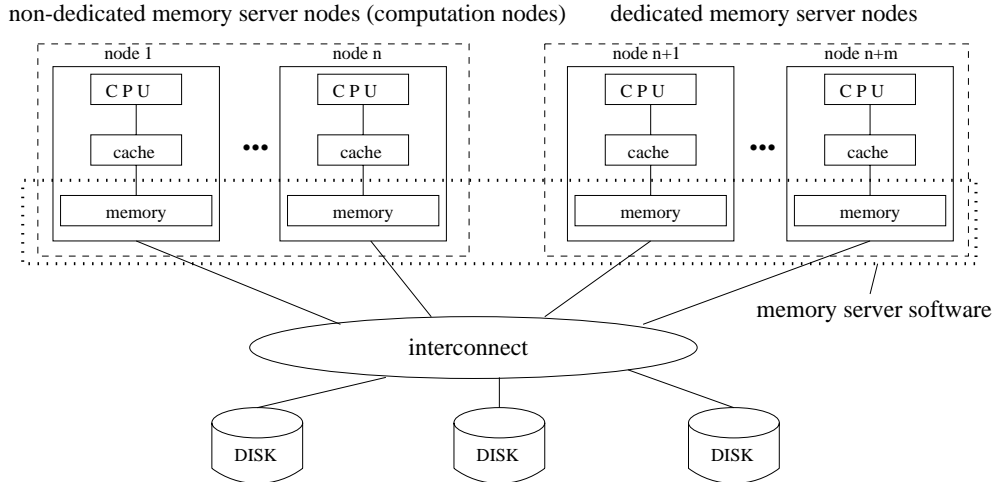 non-dedicated memory server nodes (computation nodes) dedicated memory server nodes
node 1 node n node n+1 node n+m
C P U C P U C P U C P U
cache ••• cache cache ••• cache
memory memory memory memory
memory server software
interconnect
DISK DISK DISK